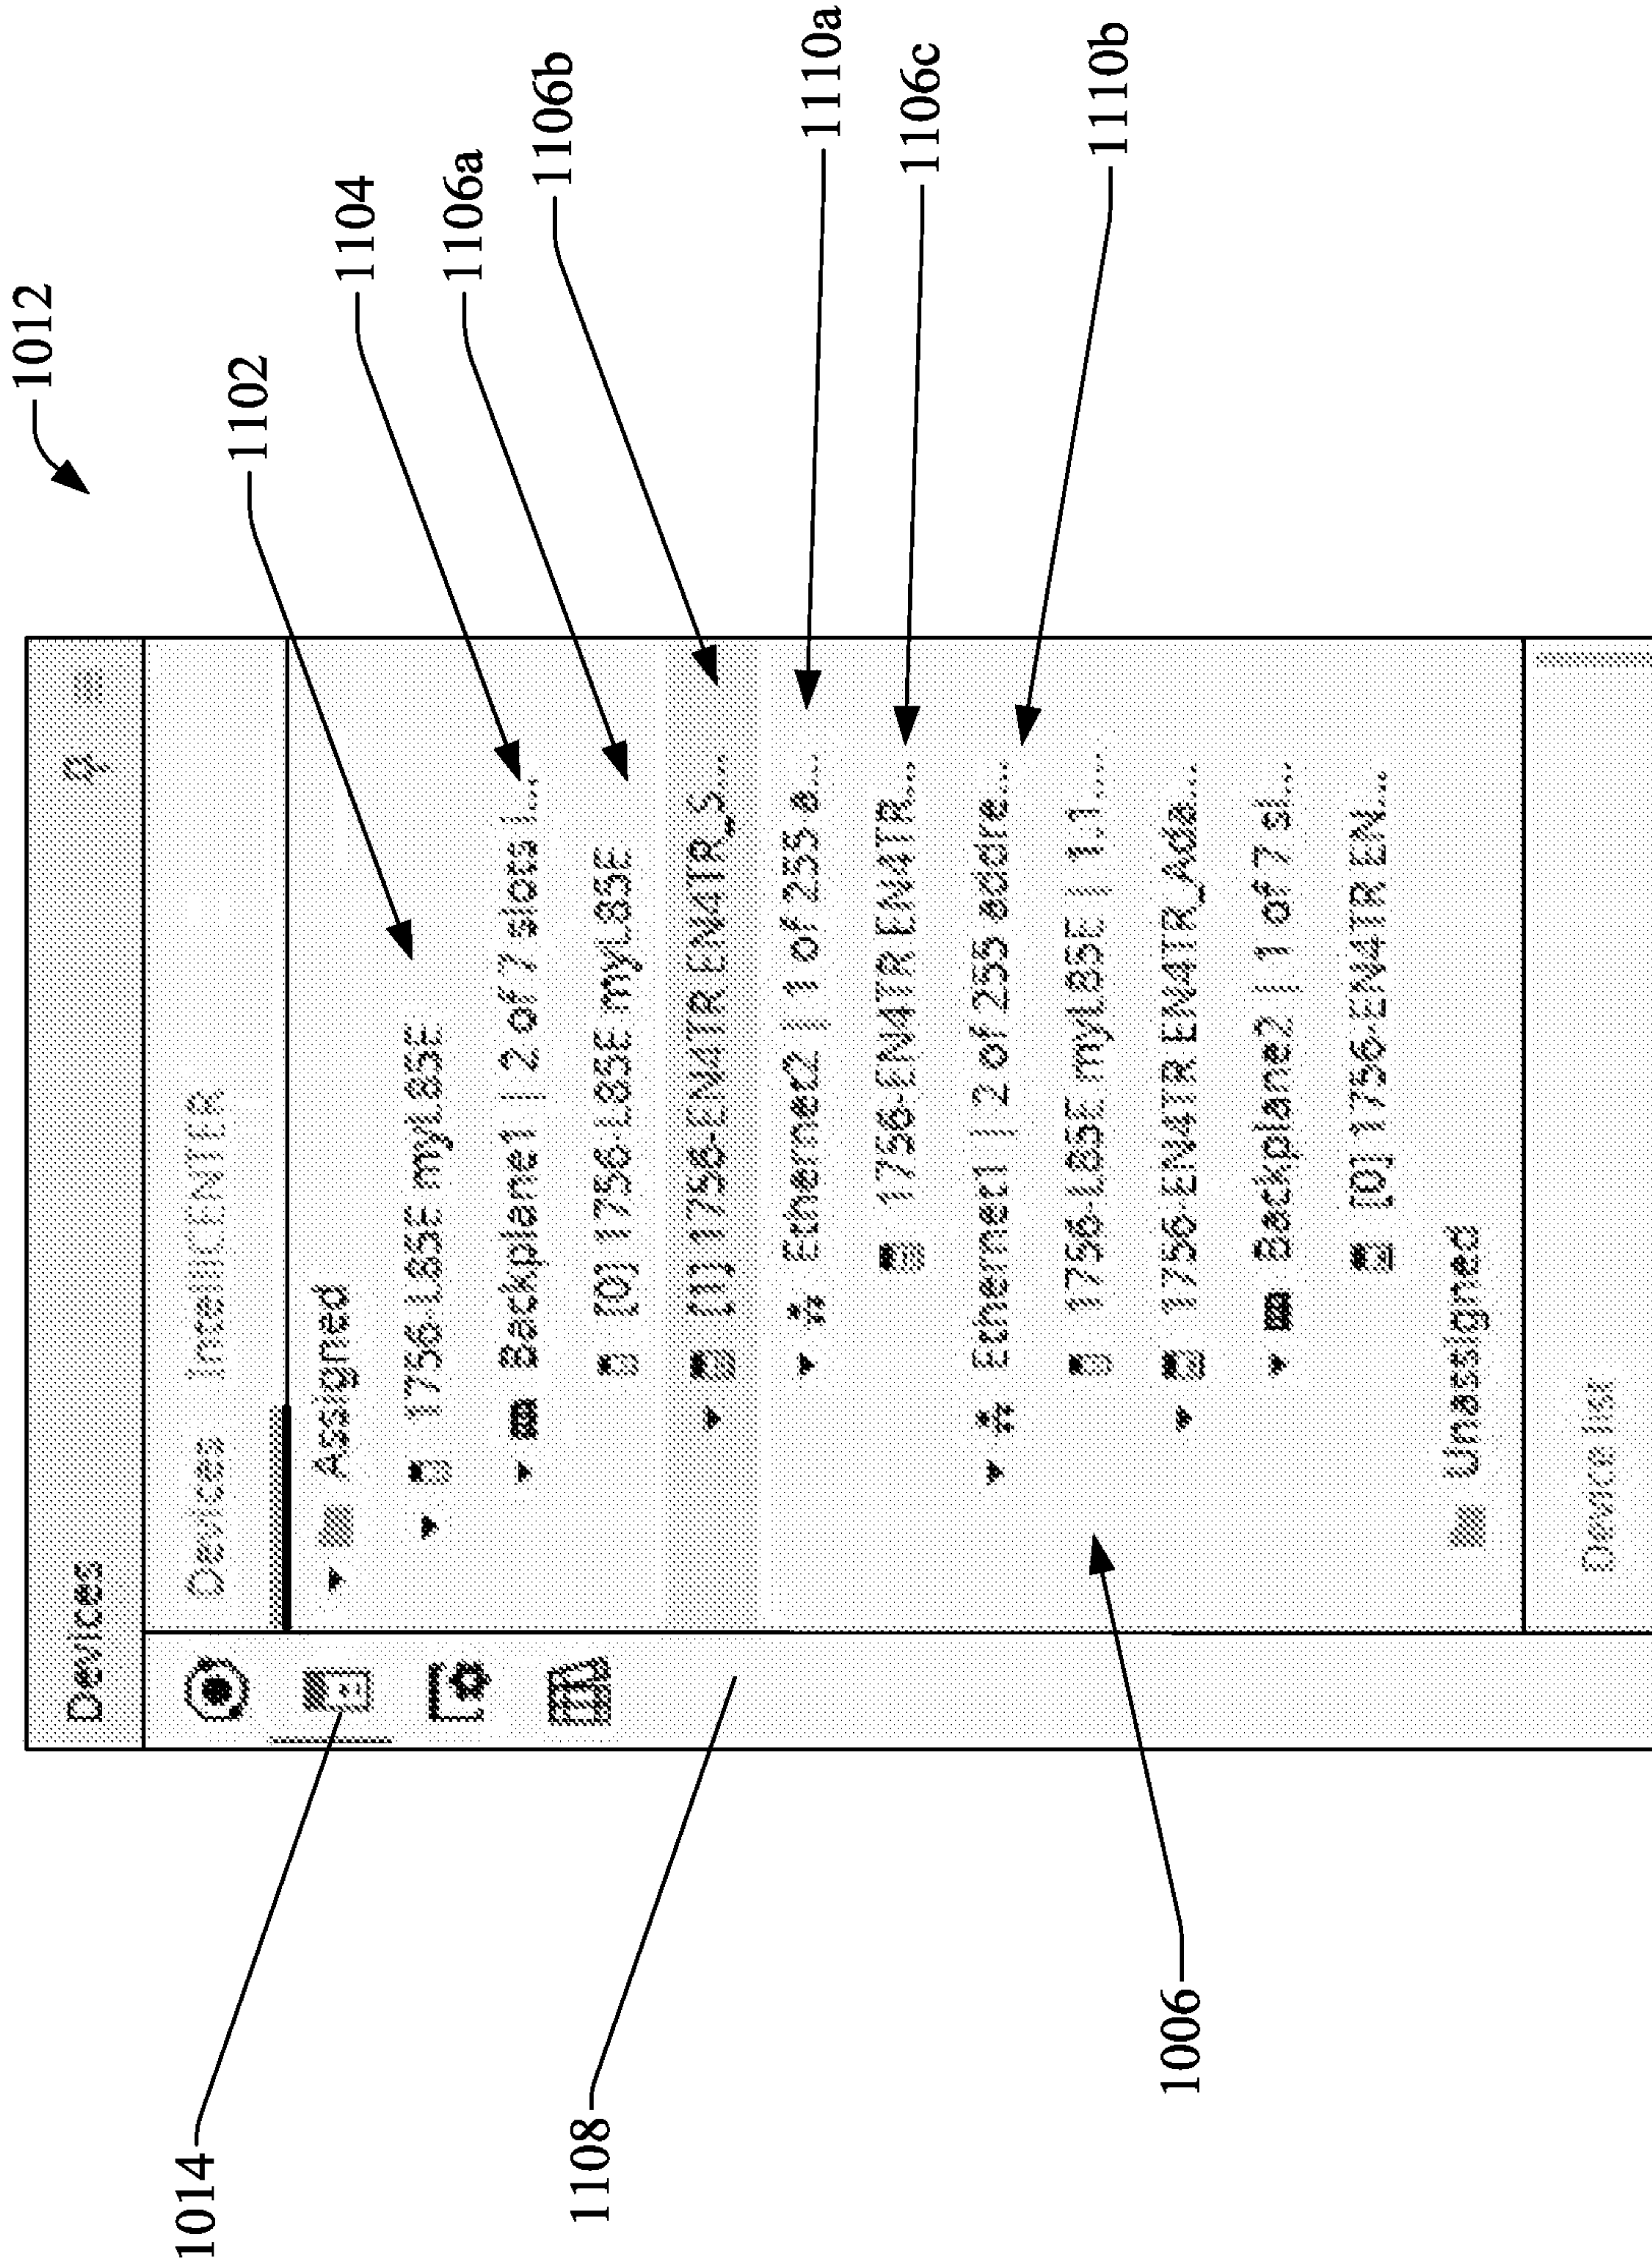 1012
Devices
Devices IntelliCENTER
Assigned
1756-L85E myL85E
Backplane1 | 2 of 7 slots i...
[0] 1756-L85E myL85E
[1] 1756-EN4TR EN4TR_S...
Ethernet2 | 1 of 255 a...
1756-EN4TR EN4TR...
Ethernet1 | 2 of 255 addre...
1756-L85E myL85E | 1.1....
1756-EN4TR EN4TR_Ada...
Backplane2 | 1 of 7 sl...
[0] 1756-EN4TR EN...
Unassigned
Device list
1102
1104
1106a
1106b
1110a
1106c
1110b
1014
1108
1006